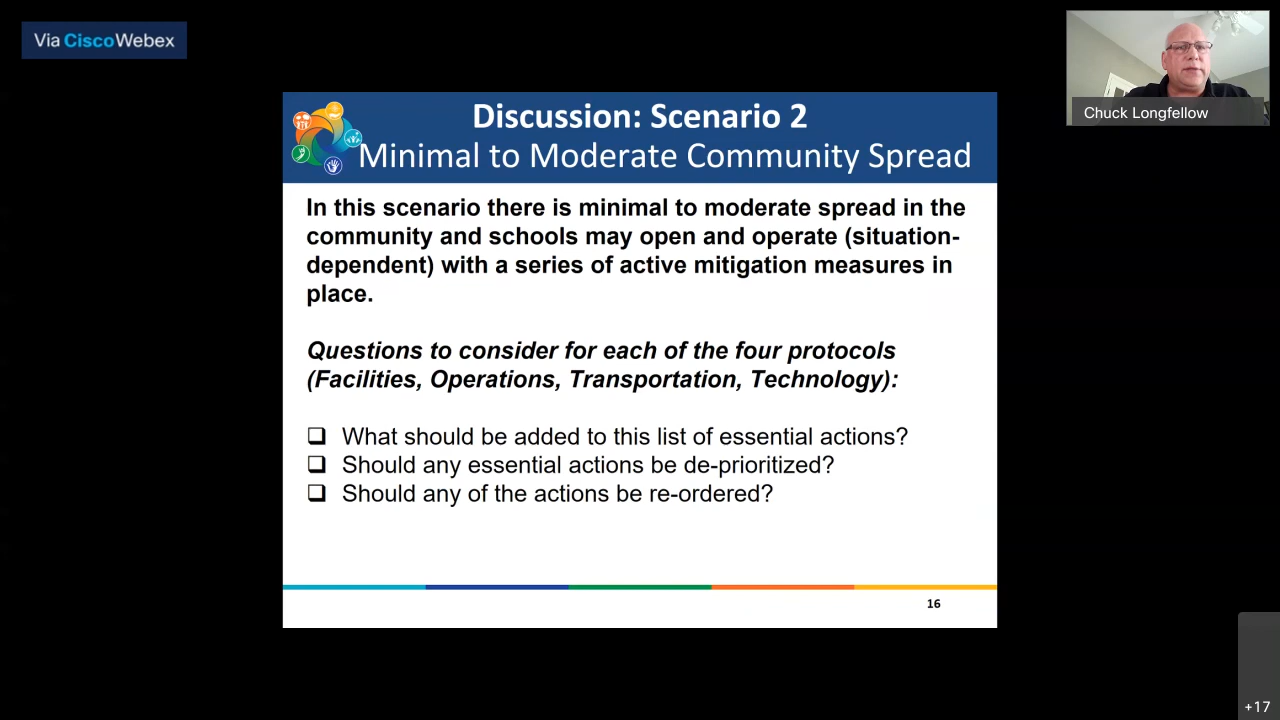 Via CiscoWebex
Chuck Longfellow
Discussion: Scenario 2
Minimal to Moderate Community Spread
In this scenario there is minimal to moderate spread in the
community and schools may open and operate (situation-
dependent) with a series of active mitigation measures in
place.
Questions to consider for each of the four protocols
(Facilities, Operations, Transportation, Technology):
What should be added to this list of essential actions?
Should any essential actions be de-prioritized?
Should any of the actions be re-ordered?
16
+17